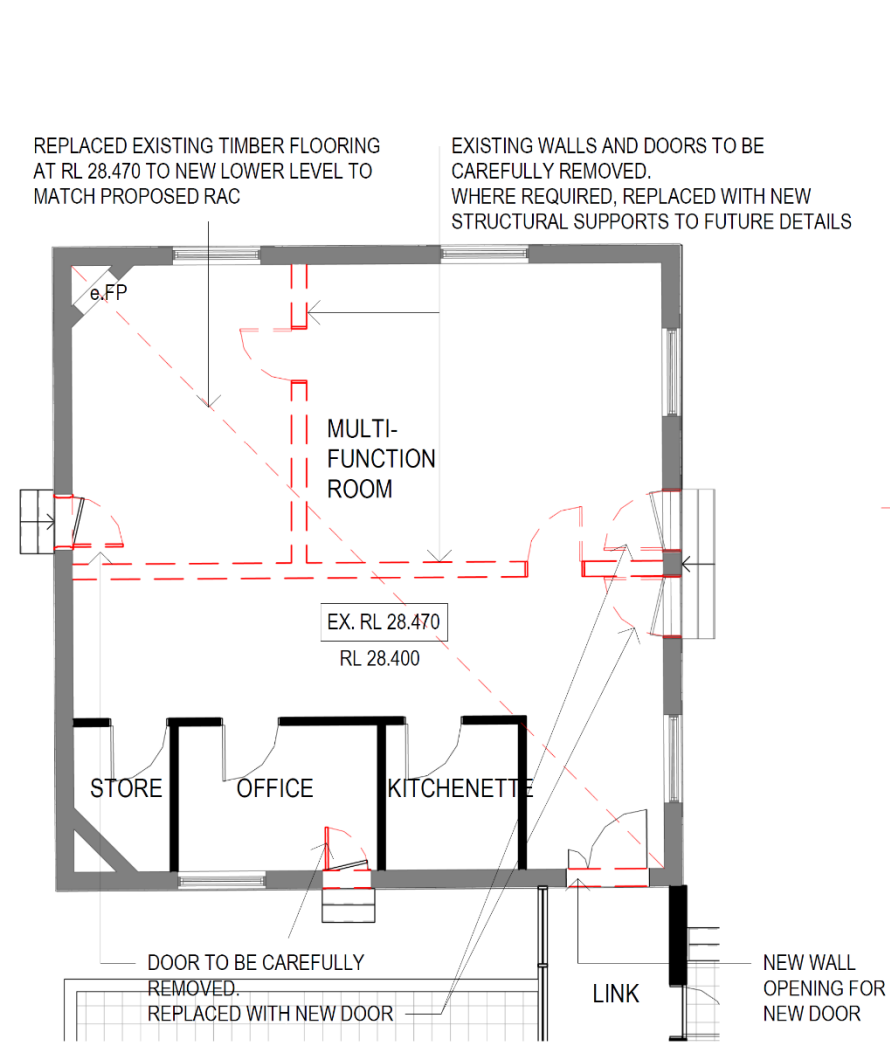 REPLACED EXISTING TIMBER FLOORING
AT RL 28.470 TO NEW LOWER LEVEL TO
MATCH PROPOSED RAC
EXISTING WALLS AND DOORS TO BE
CAREFULLY REMOVED.
WHERE REQUIRED, REPLACED WITH NEW
STRUCTURAL SUPPORTS TO FUTURE DETAILS
e.FP
MULTI-
FUNCTION
ROOM
EX. RL 28.470
RL 28.400
STORE
OFFICE
KITCHENETTE
DOOR TO BE CAREFULLY
REMOVED.
REPLACED WITH NEW DOOR
LINK
NEW WALL
OPENING FOR
NEW DOOR